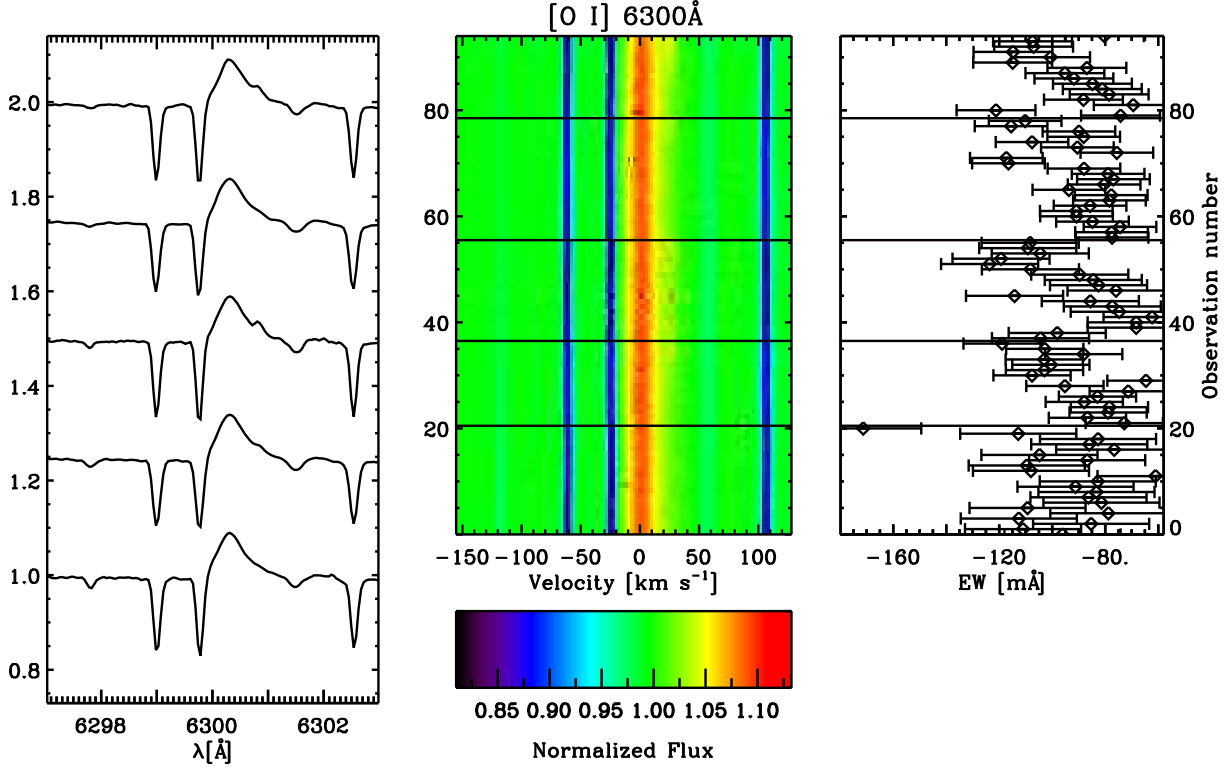 [O I] 6300Å
2.0
1.8
1.6
1.4
1.2
1.0
0.8
6298 6300 6302
λ[Å]
80
60
40
20
-150 -100 -50 0 50 100
Velocity [km s⁻¹]
0.85 0.90 0.95 1.00 1.05 1.10
Normalized Flux
80
60
40
20
0
Observation number
-160 -120 -80.
EW [mÅ]